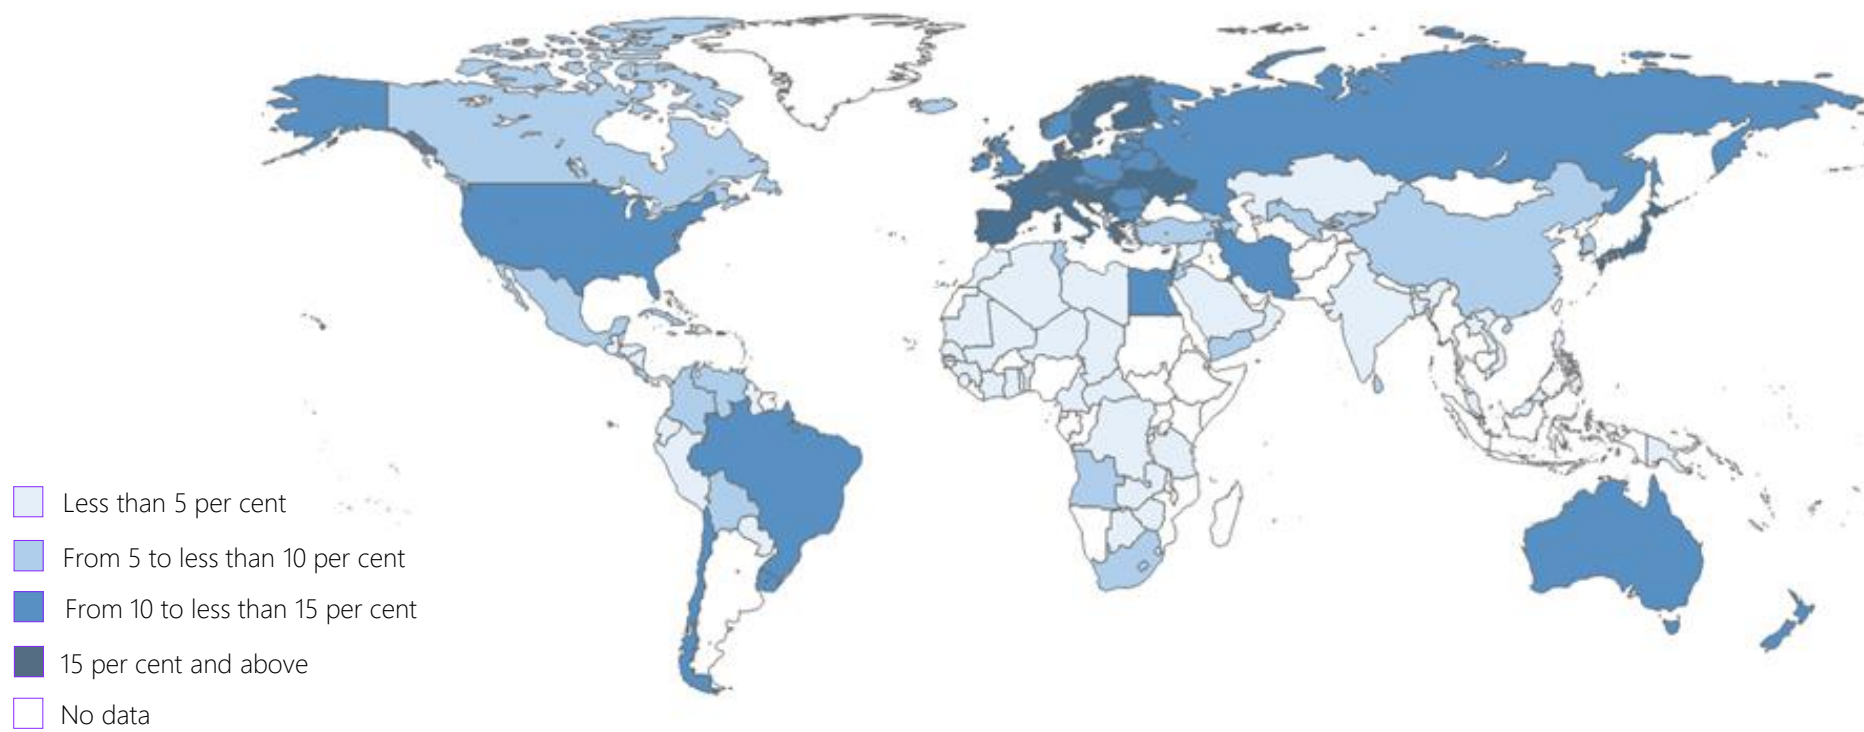 Less than 5 per cent
From 5 to less than 10 per cent
From 10 to less than 15 per cent
15 per cent and above
No data